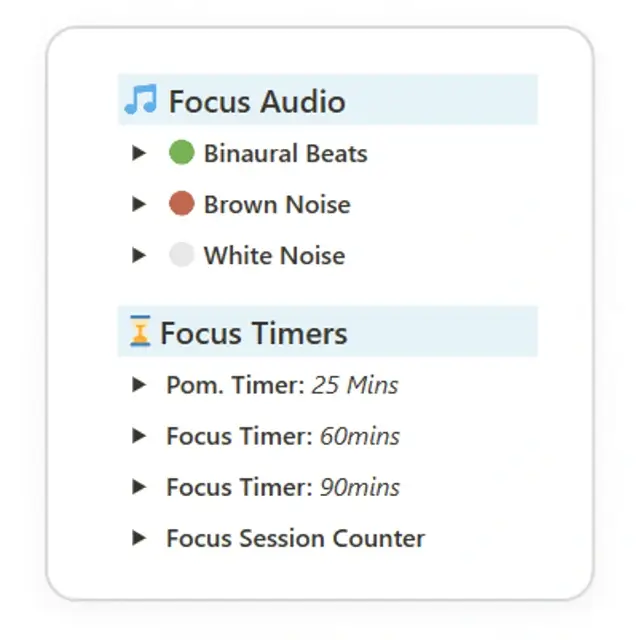 Focus Audio
Binaural Beats
Brown Noise
White Noise
Focus Timers
Pom. Timer: 25 Mins
Focus Timer: 60mins
Focus Timer: 90mins
Focus Session Counter